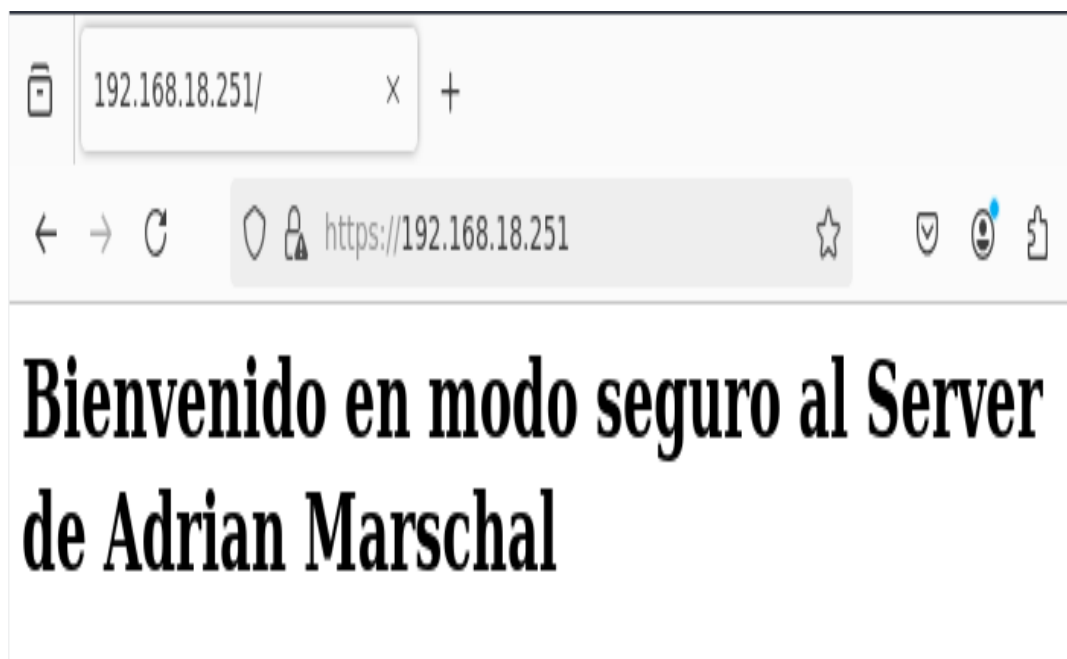 192.168.18.251/
https://192.168.18.251
Bienvenido en modo seguro al Server
de Adrian Marschal